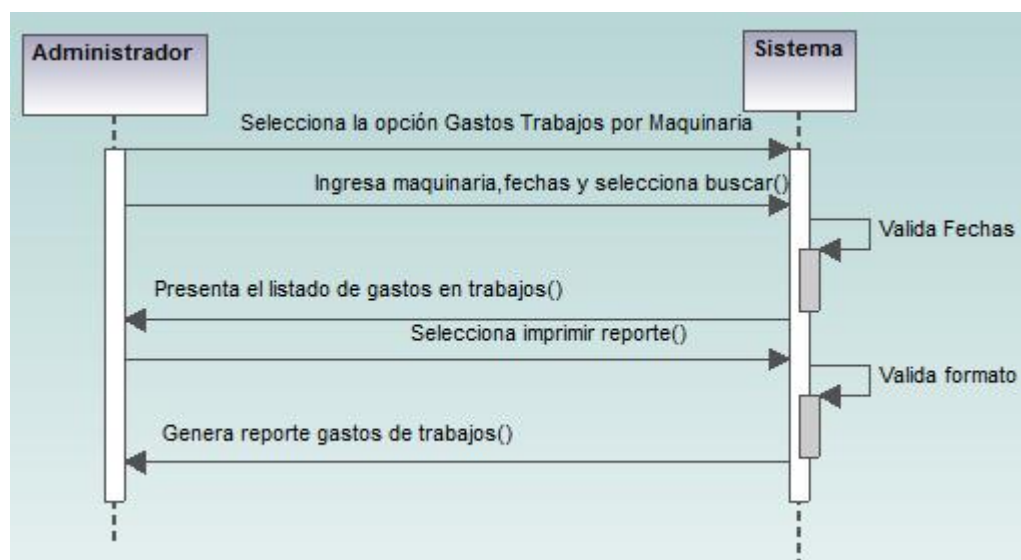 Administrador
Sistema
Selecciona la opción Gastos Trabajos por Maquinaria
Ingresa maquinaria,fechas y selecciona buscar()
Valida Fechas
Presenta el listado de gastos en trabajos()
Selecciona imprimir reporte()
Valida formato
Genera reporte gastos de trabajos()